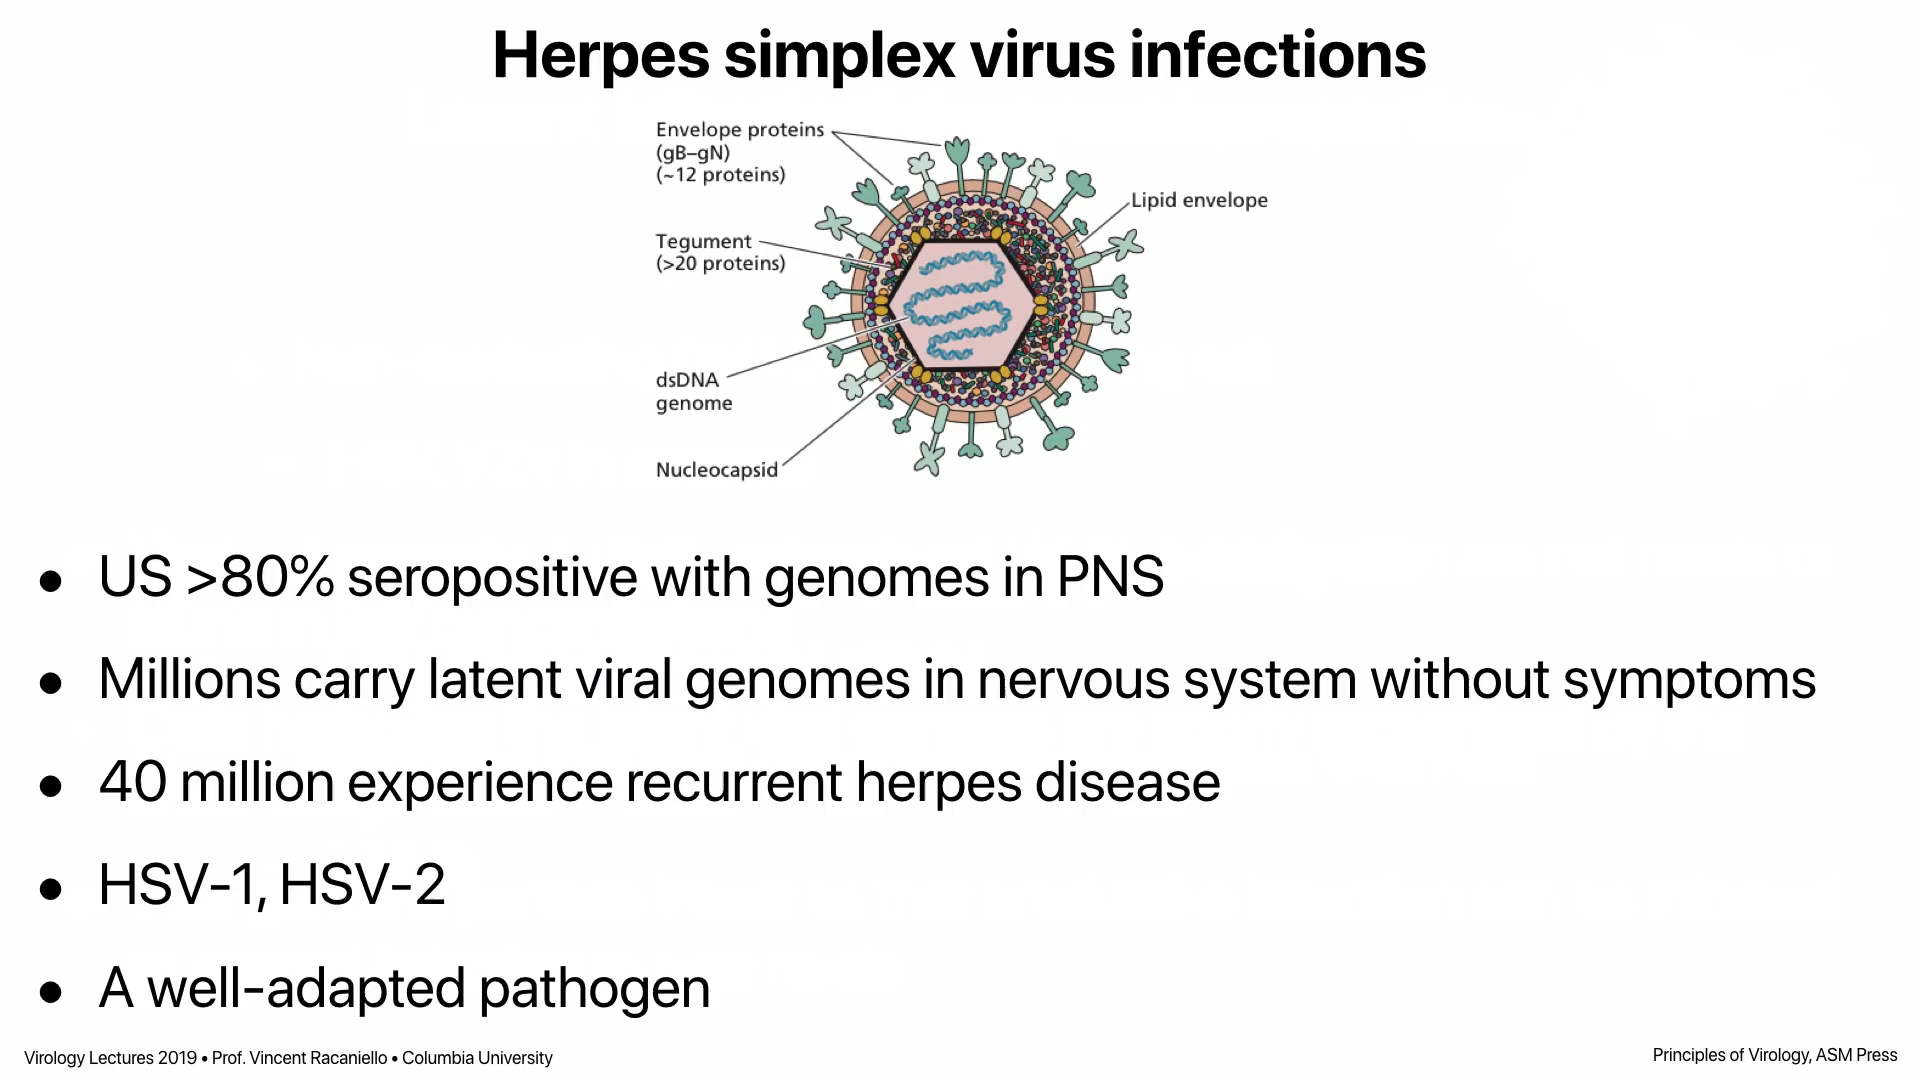 Herpes simplex virus infections
Envelope proteins
(gB–gN)
(~12 proteins)
Lipid envelope
Tegument
(>20 proteins)
dsDNA
genome
Nucleocapsid
• US >80% seropositive with genomes in PNS
• Millions carry latent viral genomes in nervous system without symptoms
• 40 million experience recurrent herpes disease
• HSV-1, HSV-2
• A well-adapted pathogen
Virology Lectures 2019 • Prof. Vincent Racaniello • Columbia University
Principles of Virology, ASM Press